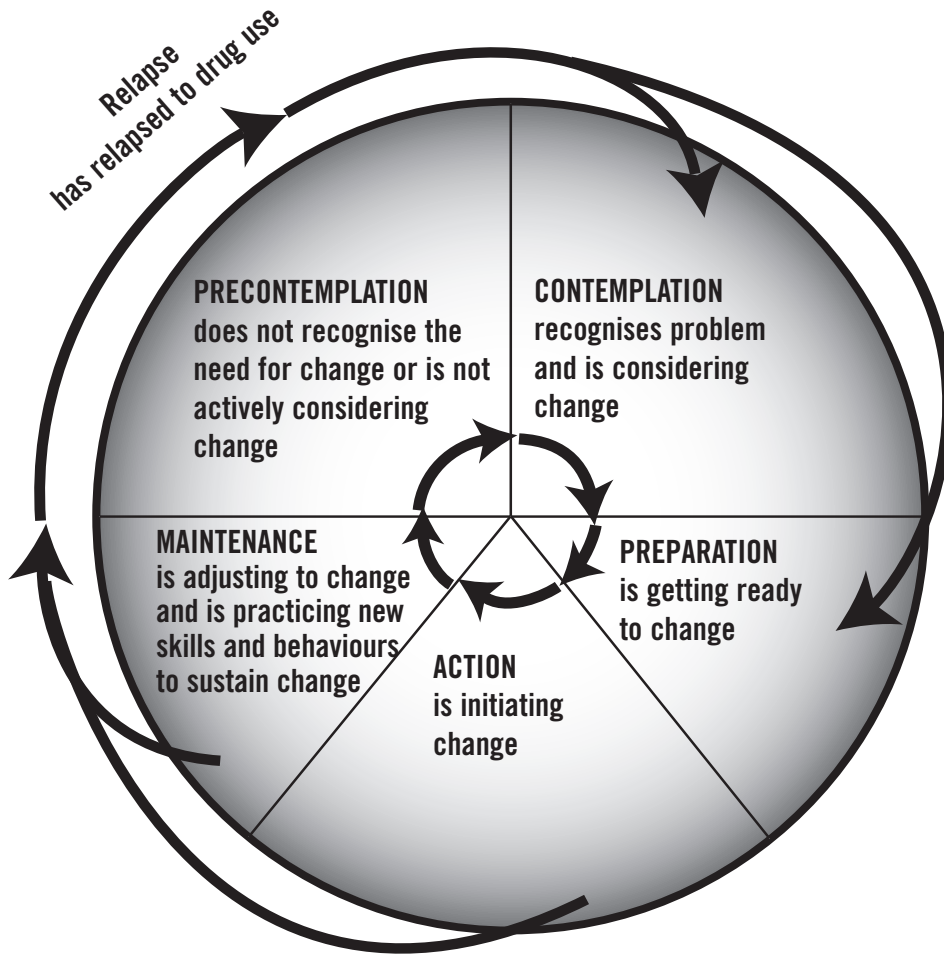 Relapse
has relapsed to drug use
PRECONTEMPLATION
does not recognise the
need for change or is not
actively considering
change
CONTEMPLATION
recognises problem
and is considering
change
PREPARATION
is getting ready
to change
ACTION
is initiating
change
MAINTENANCE
is adjusting to change
and is practicing new
skills and behaviours
to sustain change